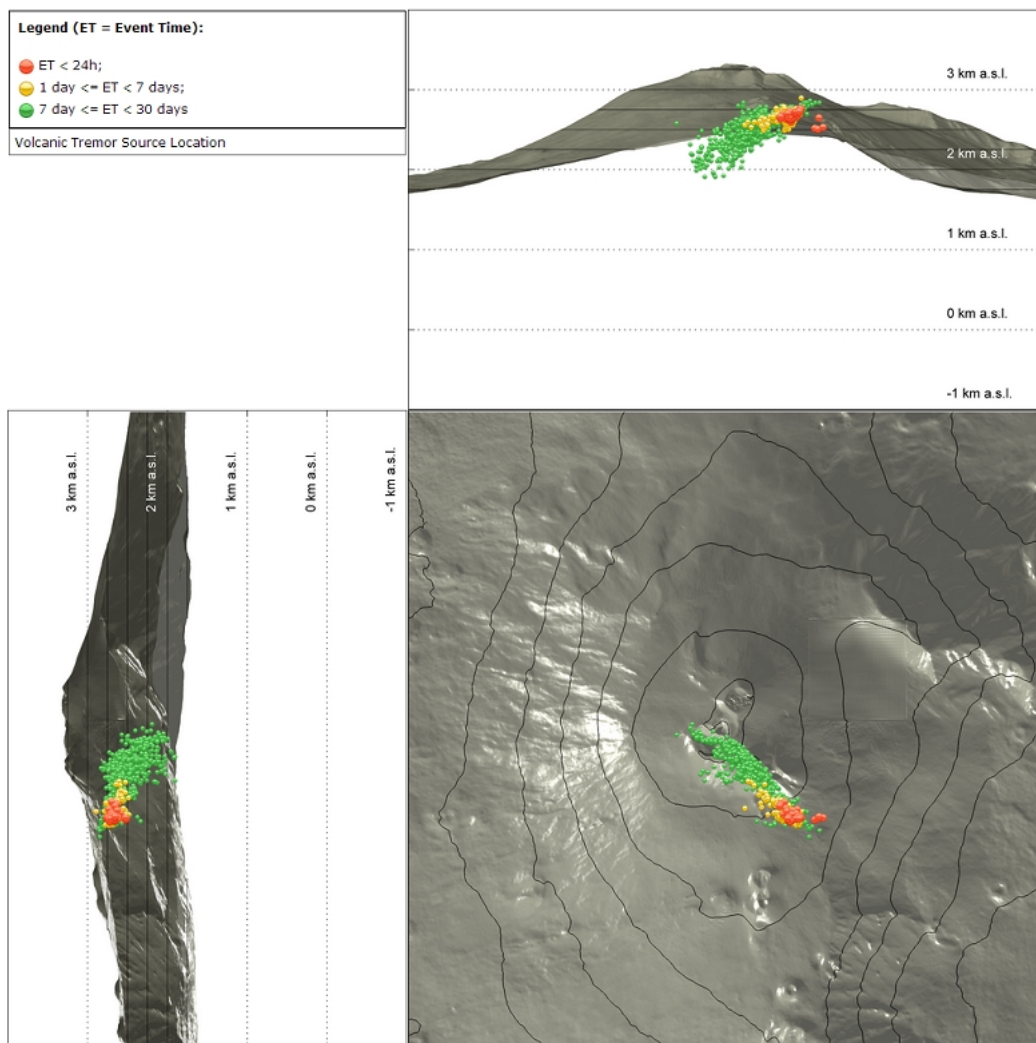 Legend (ET = Event Time):
ET < 24h;
1 day <= ET < 7 days;
7 day <= ET < 30 days
Volcanic Tremor Source Location
3 km a.s.l.
2 km a.s.l.
1 km a.s.l.
0 km a.s.l.
-1 km a.s.l.
3 km a.s.l.
2 km a.s.l.
1 km a.s.l.
0 km a.s.l.
-1 km a.s.l.